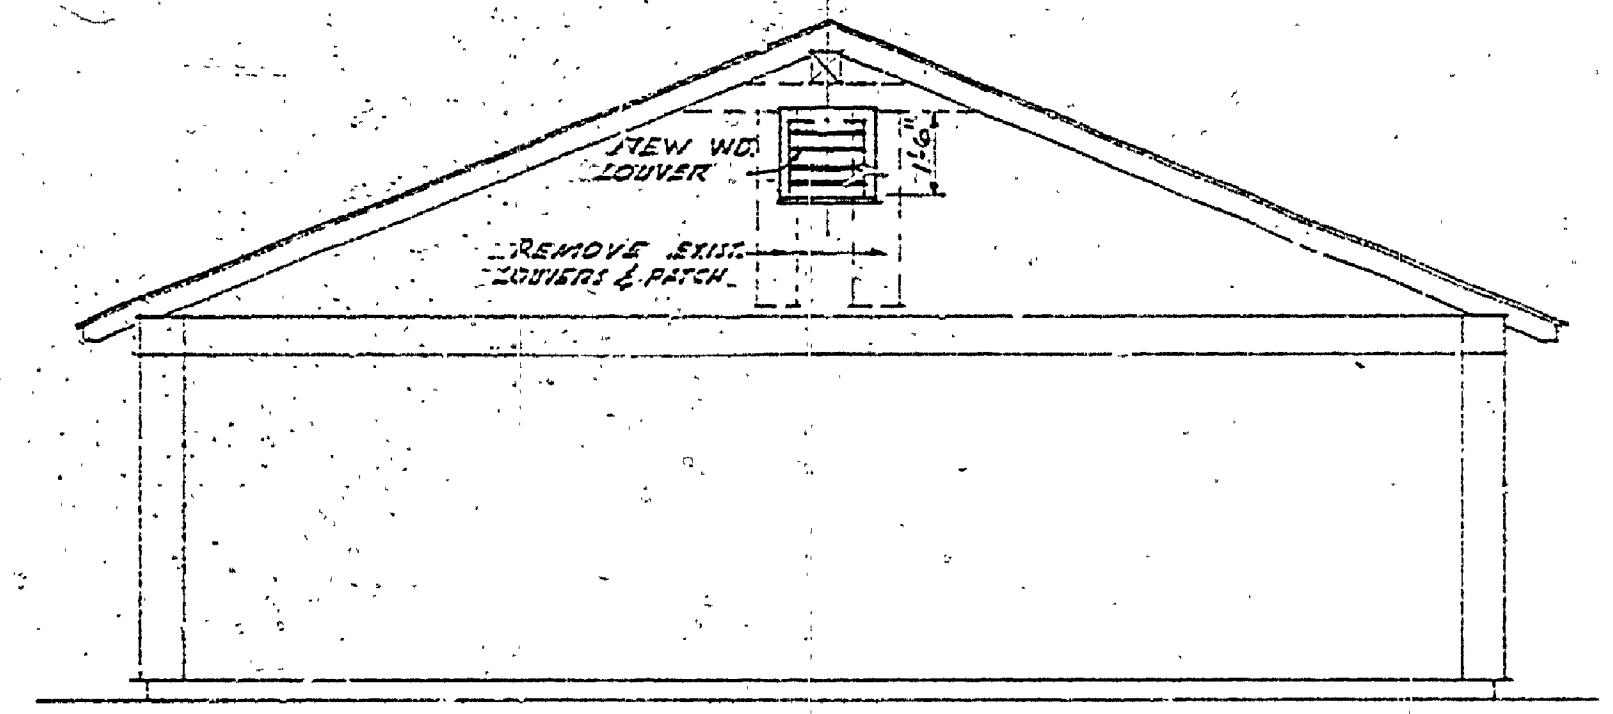 NEW WD.
LOUVER
1'-6"
REMOVE EXIST.
LOUVERS & PATCH